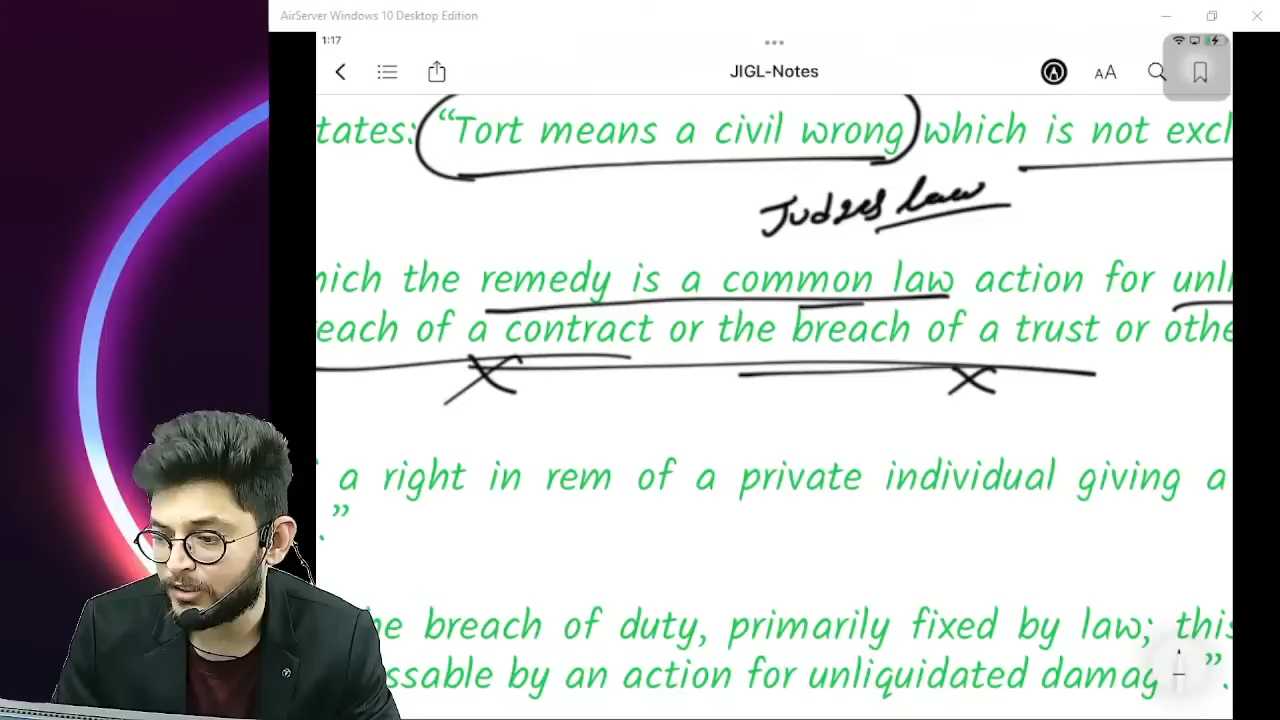 AirServer Windows 10 Desktop Edition
1:17
JIGL-Notes
AA
tates: “Tort means a civil wrong which is not excl
Judges law
hich the remedy is a common law action for unli
each of a contract or the breach of a trust or othe
a right in rem of a private individual giving a
.”
he breach of duty, primarily fixed by law; this
ssable by an action for unliquidated damag ”.